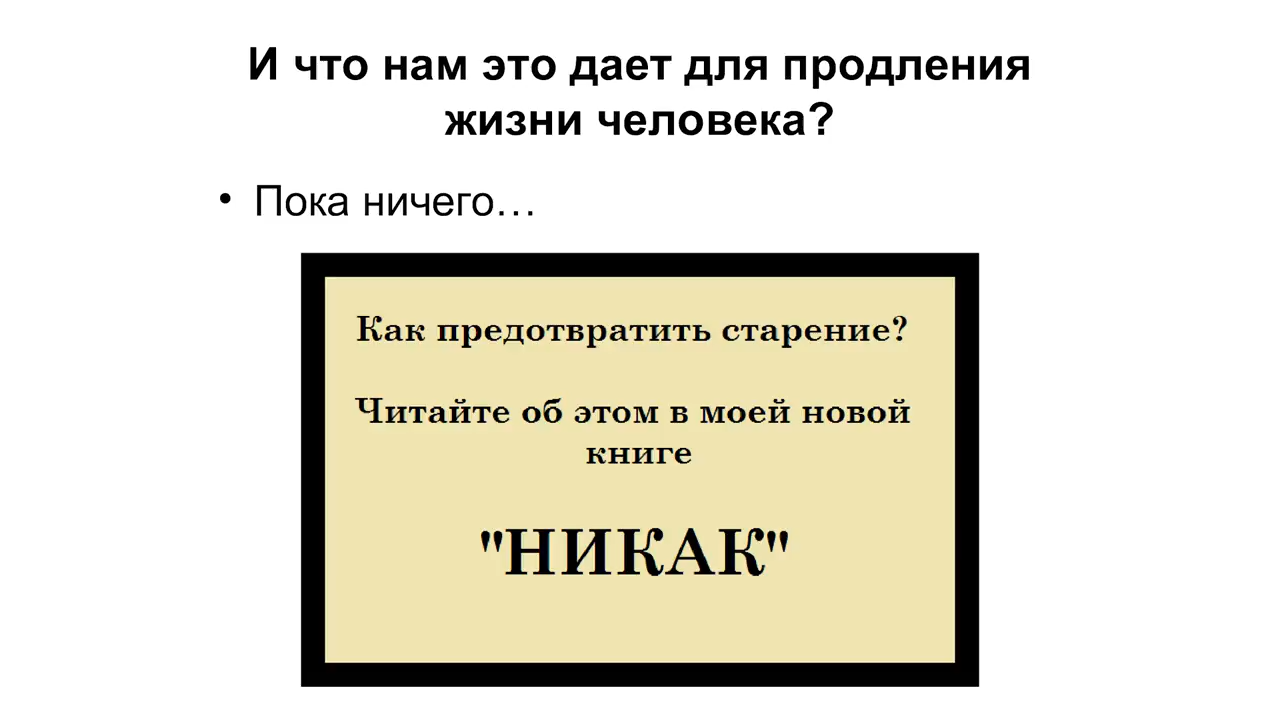 И что нам это дает для продления
жизни человека?
• Пока ничего…
Как предотвратить старение?
Читайте об этом в моей новой
книге
"НИКАК"